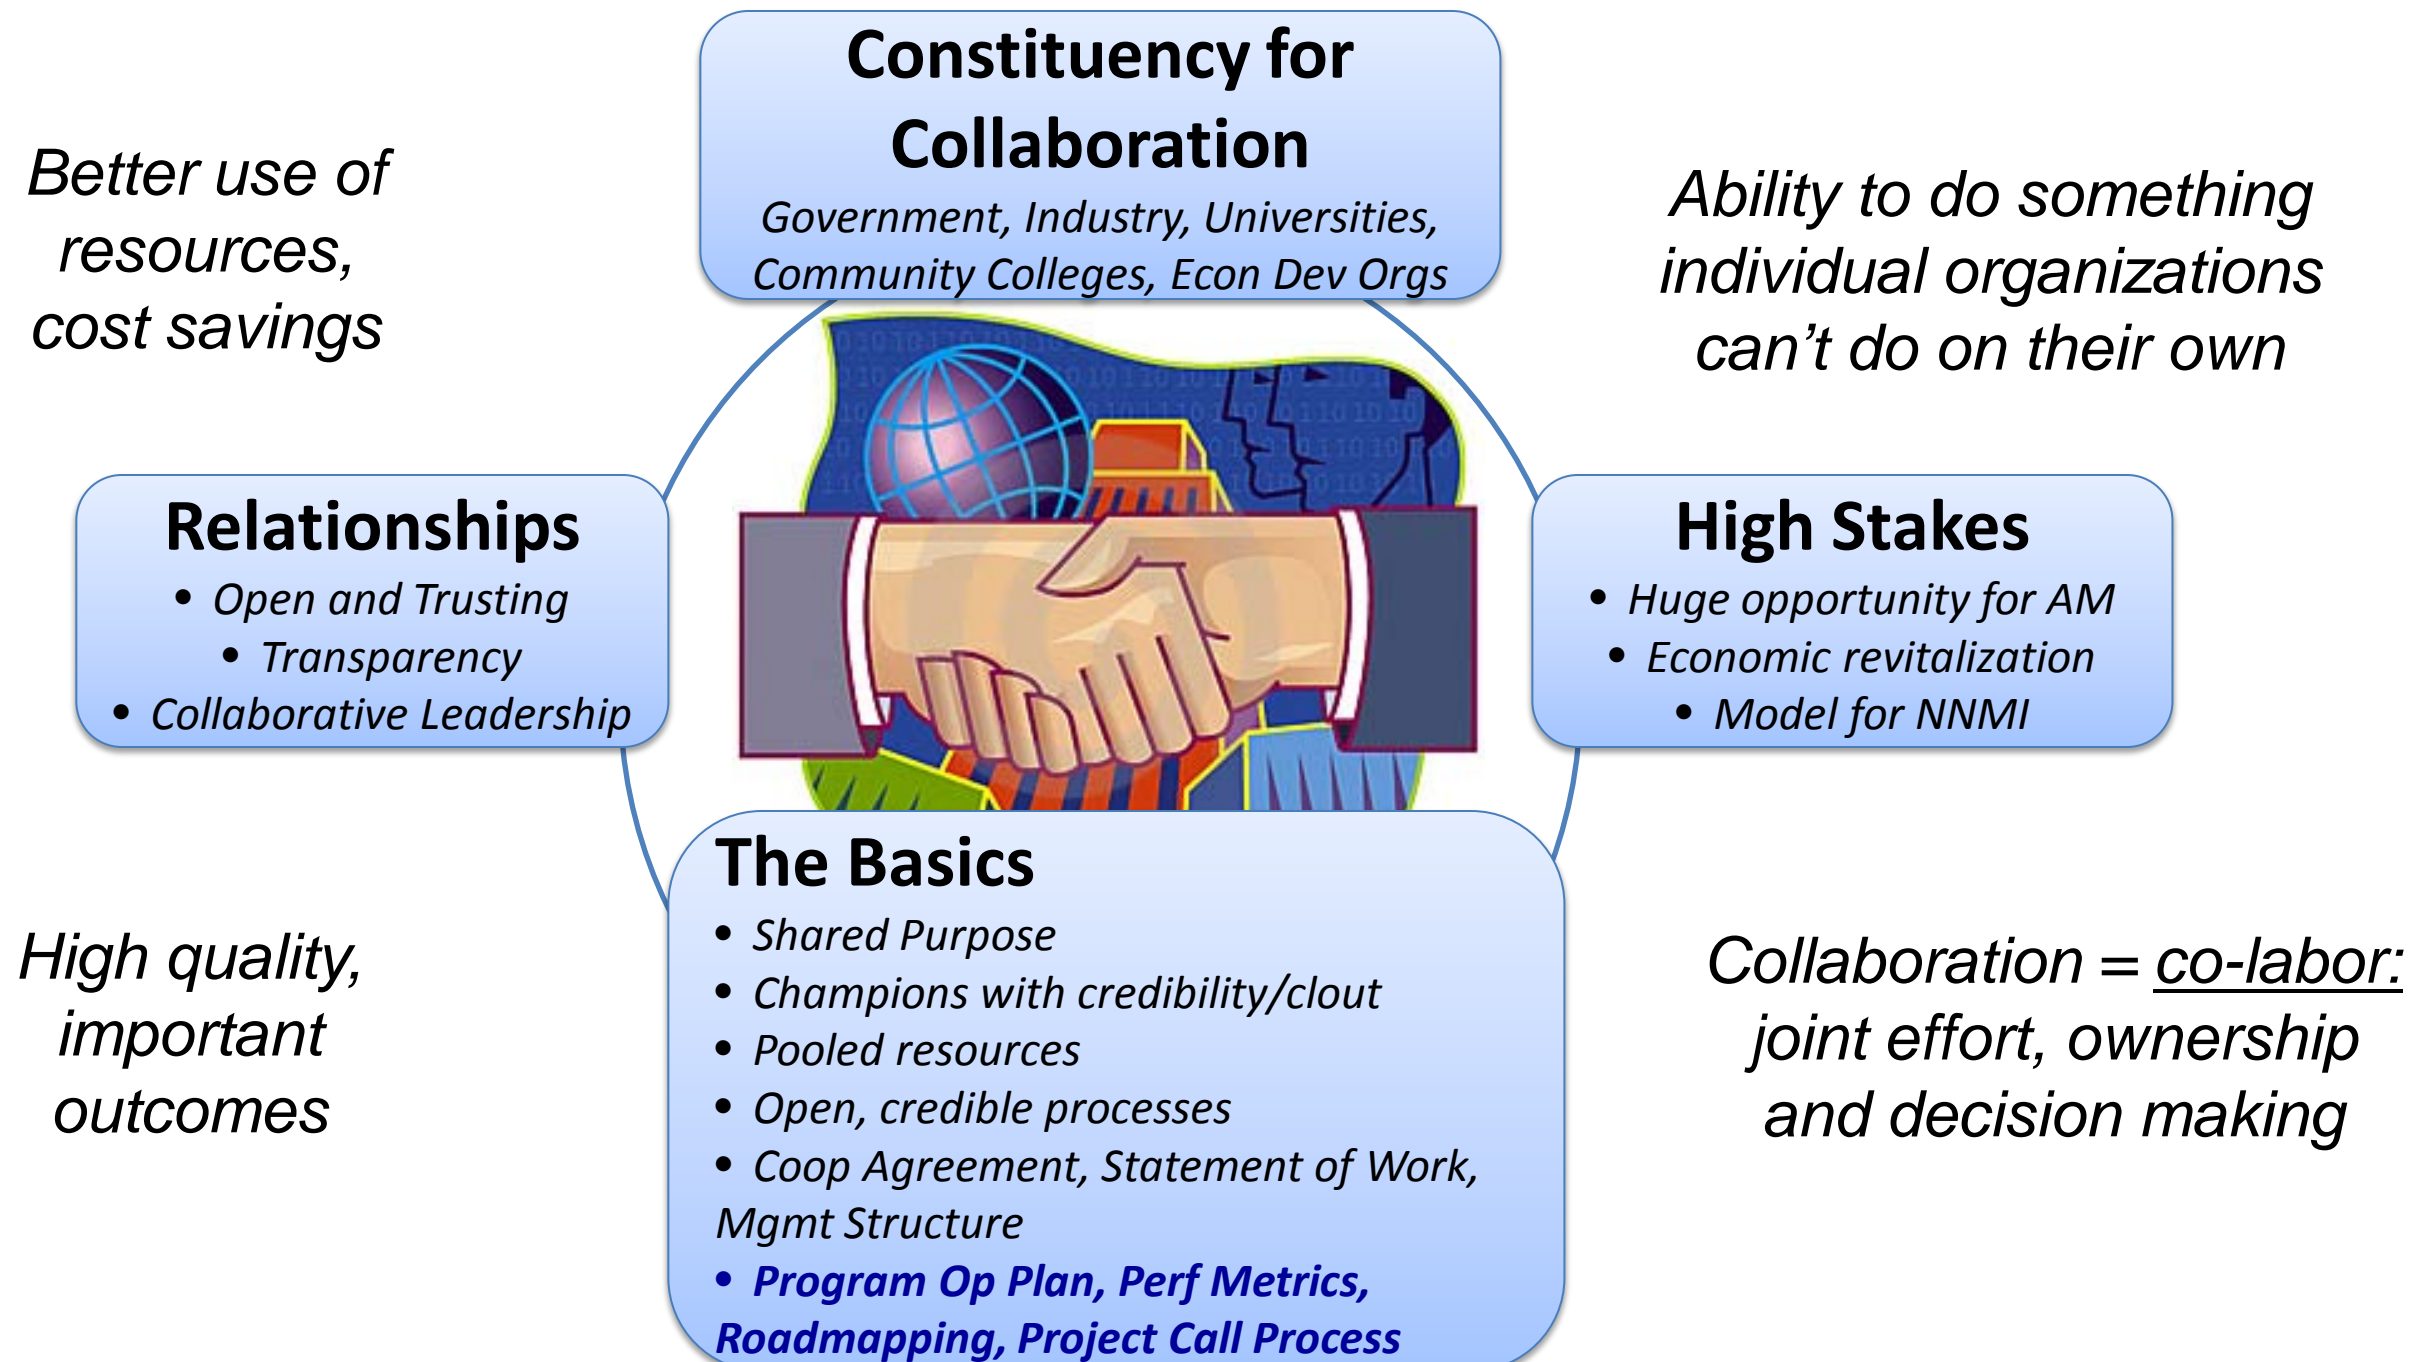 Constituency for
Collaboration
Government, Industry, Universities,
Community Colleges, Econ Dev Orgs
Better use of
resources,
cost savings
Ability to do something
individual organizations
can’t do on their own
Relationships
• Open and Trusting
• Transparency
• Collaborative Leadership
High Stakes
• Huge opportunity for AM
• Economic revitalization
• Model for NNMI
The Basics
• Shared Purpose
• Champions with credibility/clout
• Pooled resources
• Open, credible processes
• Coop Agreement, Statement of Work,
Mgmt Structure
• Program Op Plan, Perf Metrics,
Roadmapping, Project Call Process
High quality,
important
outcomes
Collaboration = co-labor:
joint effort, ownership
and decision making